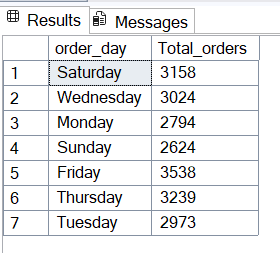 Results Messages
order_day Total_orders
1 Saturday 3158
2 Wednesday 3024
3 Monday 2794
4 Sunday 2624
5 Friday 3538
6 Thursday 3239
7 Tuesday 2973